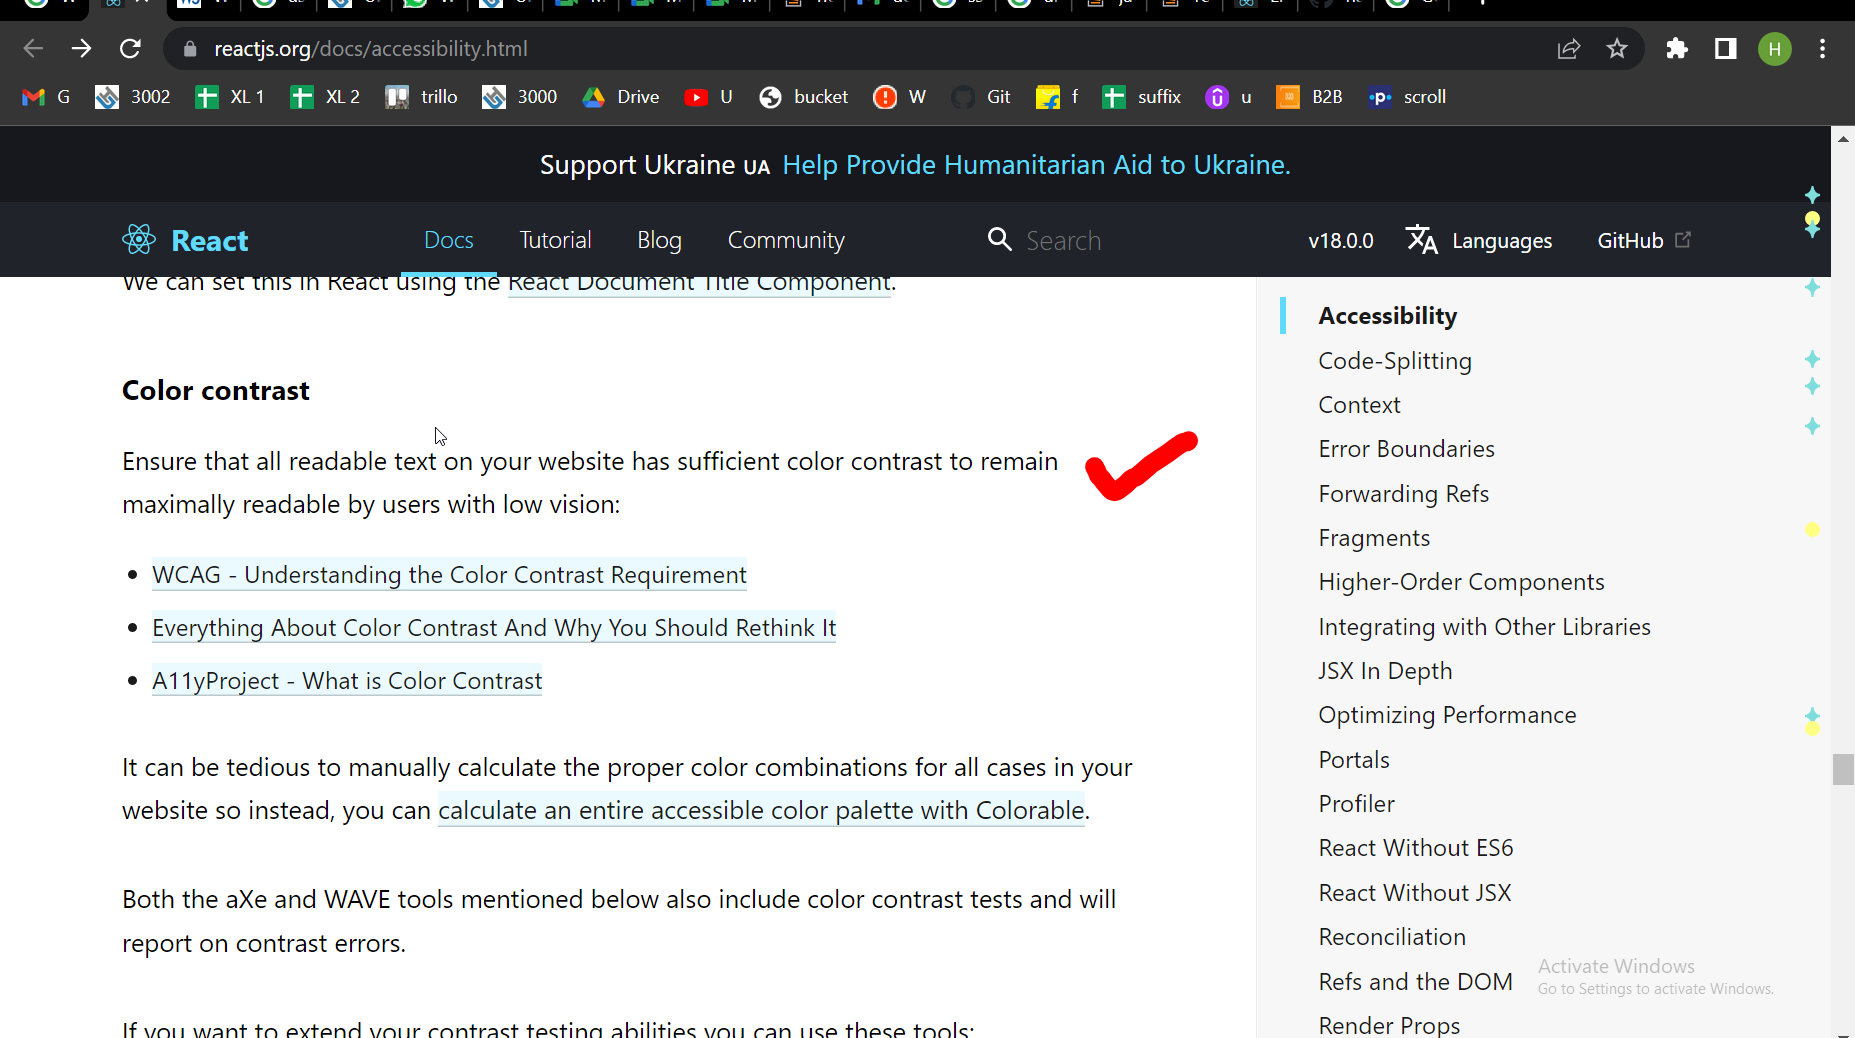 reactjs.org/docs/accessibility.html
H
G 3002 XL 1 XL 2 trillo 3000 Drive U bucket W Git f suffix u B2B scroll
Support Ukraine UA Help Provide Humanitarian Aid to Ukraine.
React Docs Tutorial Blog Community Search v18.0.0 Languages GitHub
We can set this in React using the React Document Title Component.
Color contrast
Ensure that all readable text on your website has sufficient color contrast to remain
maximally readable by users with low vision:
WCAG - Understanding the Color Contrast Requirement
Everything About Color Contrast And Why You Should Rethink It
A11yProject - What is Color Contrast
It can be tedious to manually calculate the proper color combinations for all cases in your
website so instead, you can calculate an entire accessible color palette with Colorable.
Both the aXe and WAVE tools mentioned below also include color contrast tests and will
report on contrast errors.
If you want to extend your contrast testing abilities you can use these tools:
Accessibility
Code-Splitting
Context
Error Boundaries
Forwarding Refs
Fragments
Higher-Order Components
Integrating with Other Libraries
JSX In Depth
Optimizing Performance
Portals
Profiler
React Without ES6
React Without JSX
Reconciliation
Refs and the DOM
Render Props
Activate Windows
Go to Settings to activate Windows.